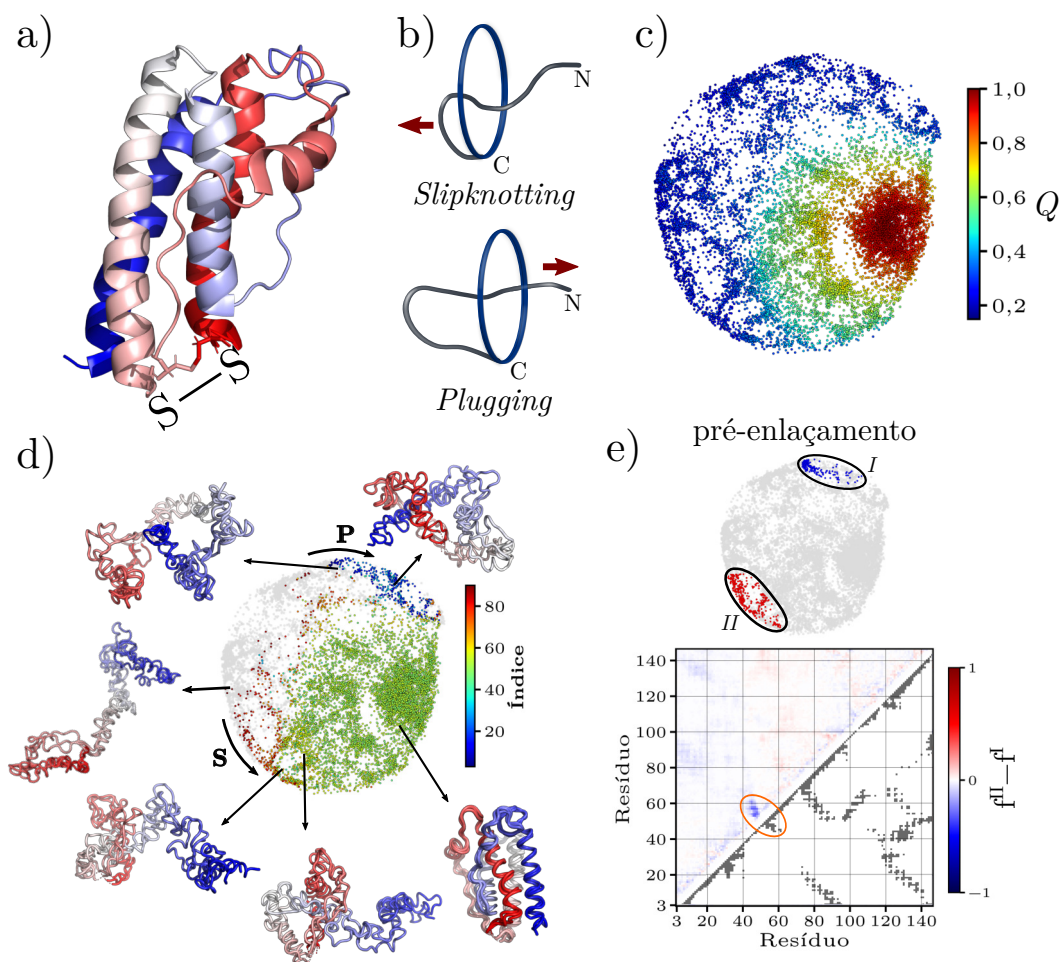 a)
S
S
b)
N
C
Slipknotting
N
C
Plugging
c)
1,0
0,8
0,6
0,4
0,2
Q
d)
P
S
80
60
40
20
Índice
e)
pré-enlaçamento
I
II
140
120
100
80
60
40
20
3
Resíduo
3 20 40 60 80 100 120 140
Resíduo
1
0
−1
f^II−f^I